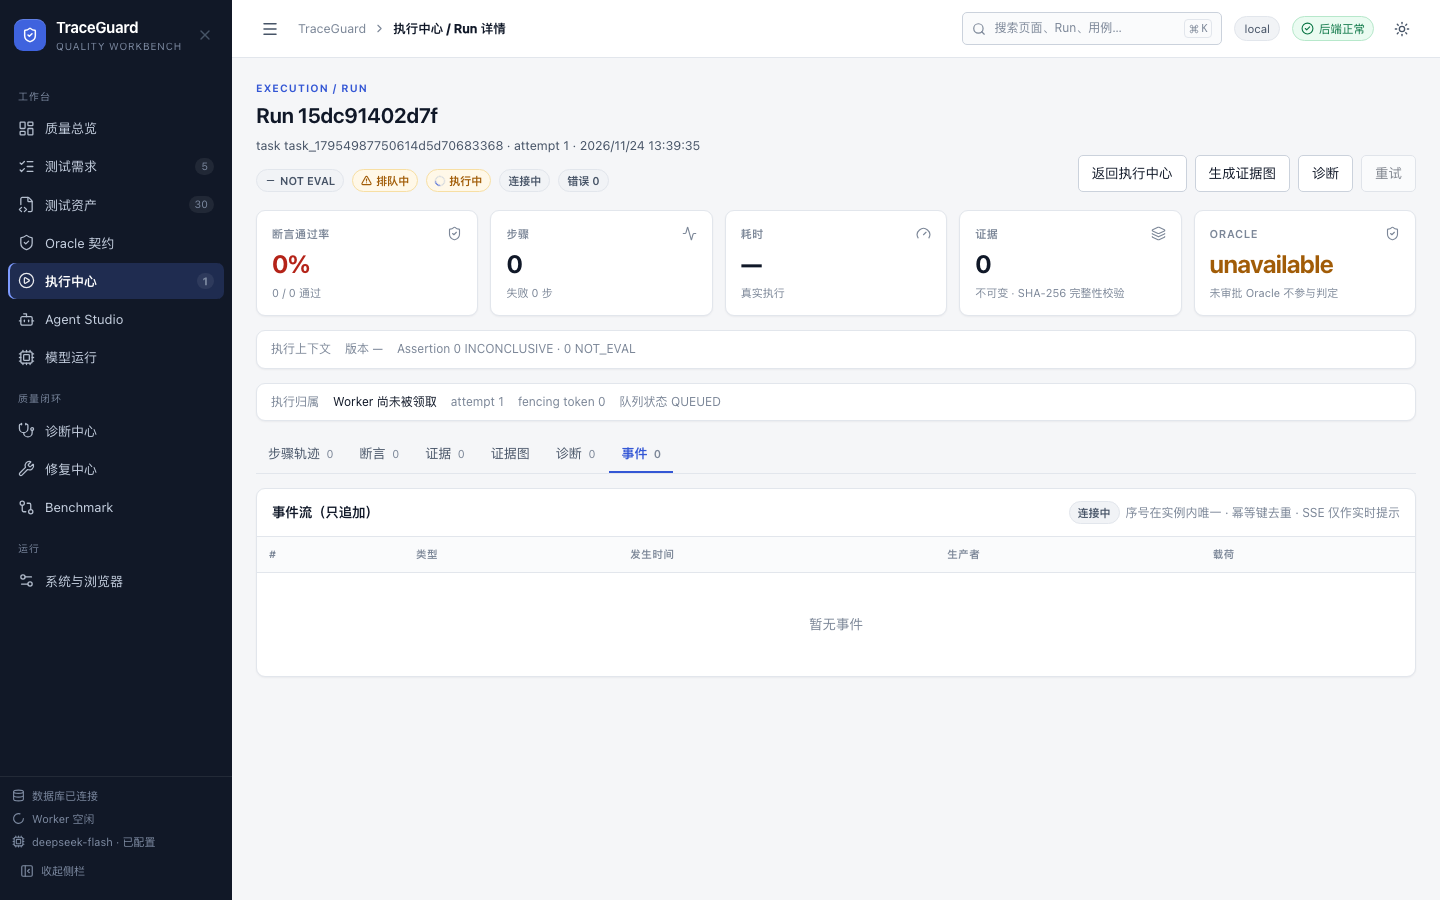 TraceGuard
QUALITY WORKBENCH
工作台
质量总览
测试需求 5
测试资产 30
Oracle 契约
执行中心 1
Agent Studio
模型运行
质量闭环
诊断中心
修复中心
Benchmark
运行
系统与浏览器
数据库已连接
Worker 空闲
deepseek-flash · 已配置
收起侧栏
TraceGuard > 执行中心 / Run 详情
搜索页面、Run、用例... ⌘ K
local
后端正常
EXECUTION / RUN
Run 15dc91402d7f
task task_17954987750614d5d70683368 · attempt 1 · 2026/11/24 13:39:35
NOT EVAL 排队中 执行中 连接中 错误 0
返回执行中心 生成证据图 诊断 重试
断言通过率
0%
0 / 0 通过
步骤
0
失败 0 步
耗时
—
真实执行
证据
0
不可变 · SHA-256 完整性校验
ORACLE
unavailable
未审批 Oracle 不参与判定
执行上下文 版本 — Assertion 0 INCONCLUSIVE · 0 NOT_EVAL
执行归属 Worker 尚未被领取 attempt 1 fencing token 0 队列状态 QUEUED
步骤轨迹 0 断言 0 证据 0 证据图 诊断 0 事件 0
事件流（只追加）
连接中 序号在实例内唯一 · 幂等键去重 · SSE 仅作实时提示
# 类型 发生时间 生产者 载荷
暂无事件